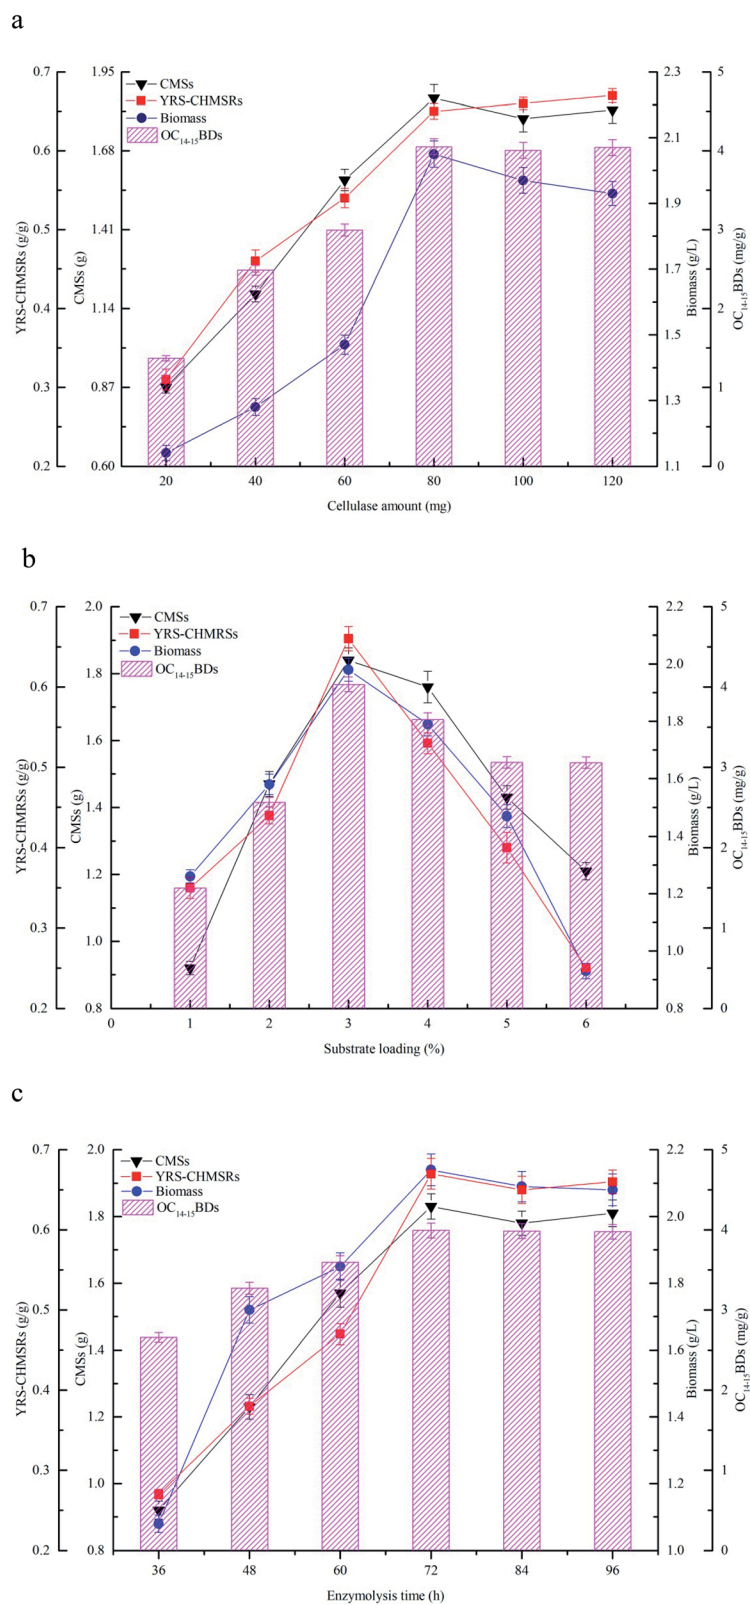 a
CMSs
YRS-CHMSRs
Biomass
OC14-15BDs
YRS-CHMSRs (g/g)
0.7
0.6
0.5
0.4
0.3
0.2
CMSs (g)
1.95
1.68
1.41
1.14
0.87
0.60
Biomass (g/L)
2.3
2.1
1.9
1.7
1.5
1.3
1.1
OC14-15BDs (mg/g)
5
4
3
2
1
0
20 40 60 80 100 120
Cellulase amount (mg)
b
CMSs
YRS-CHMRSs
Biomass
OC14-15BDs
YRS-CHMRSs (g/g)
0.7
0.6
0.5
0.4
0.3
0.2
CMSs (g)
2.0
1.8
1.6
1.4
1.2
1.0
0.8
Biomass (g/L)
2.2
2.0
1.8
1.6
1.4
1.2
1.0
0.8
OC14-15BDs (mg/g)
5
4
3
2
1
0
0 1 2 3 4 5 6
Substrate loading (%)
c
CMSs
YRS-CHMSRs
Biomass
OC14-15BDs
YRS-CHMSRs (g/g)
0.7
0.6
0.5
0.4
0.3
0.2
CMSs (g)
2.0
1.8
1.6
1.4
1.2
1.0
0.8
Biomass (g/L)
2.2
2.0
1.8
1.6
1.4
1.2
1.0
OC14-15BDs (mg/g)
5
4
3
2
1
0
36 48 60 72 84 96
Enzymolysis time (h)